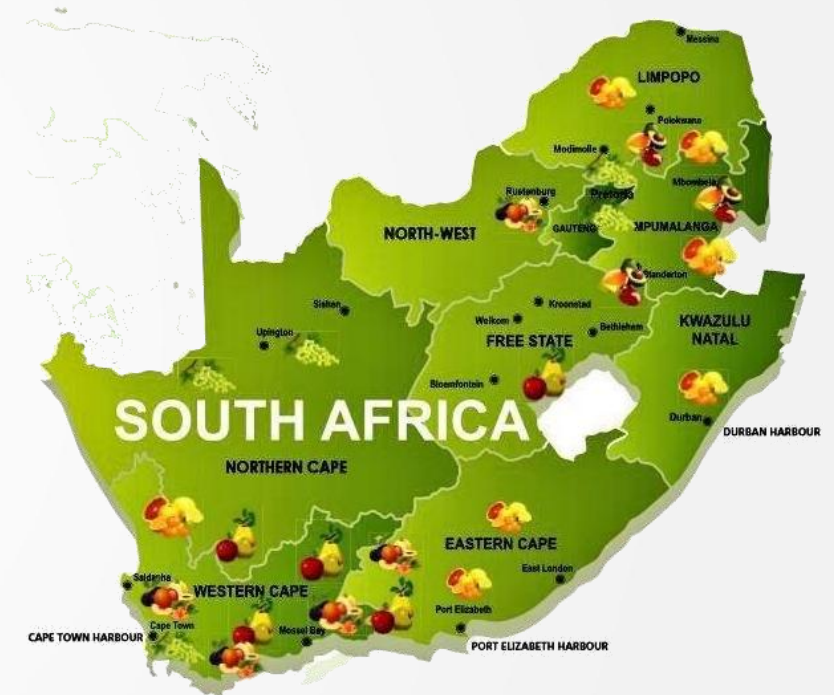 Messina
LIMPOPO
Polokwane
Modimolle
Mbombela
Rustenburg
Pretoria
NORTH-WEST
GAUTENG
MPUMALANGA
Standerton
Sishen
Kroonstad
Welkom
Bethlehem
KWAZULU
NATAL
Upington
FREE STATE
Bloemfontein
SOUTH AFRICA
Durban
DURBAN HARBOUR
NORTHERN CAPE
EASTERN CAPE
East London
Saldanha
WESTERN CAPE
Port Elizabeth
Cape Town
Mossel Bay
CAPE TOWN HARBOUR
PORT ELIZABETH HARBOUR